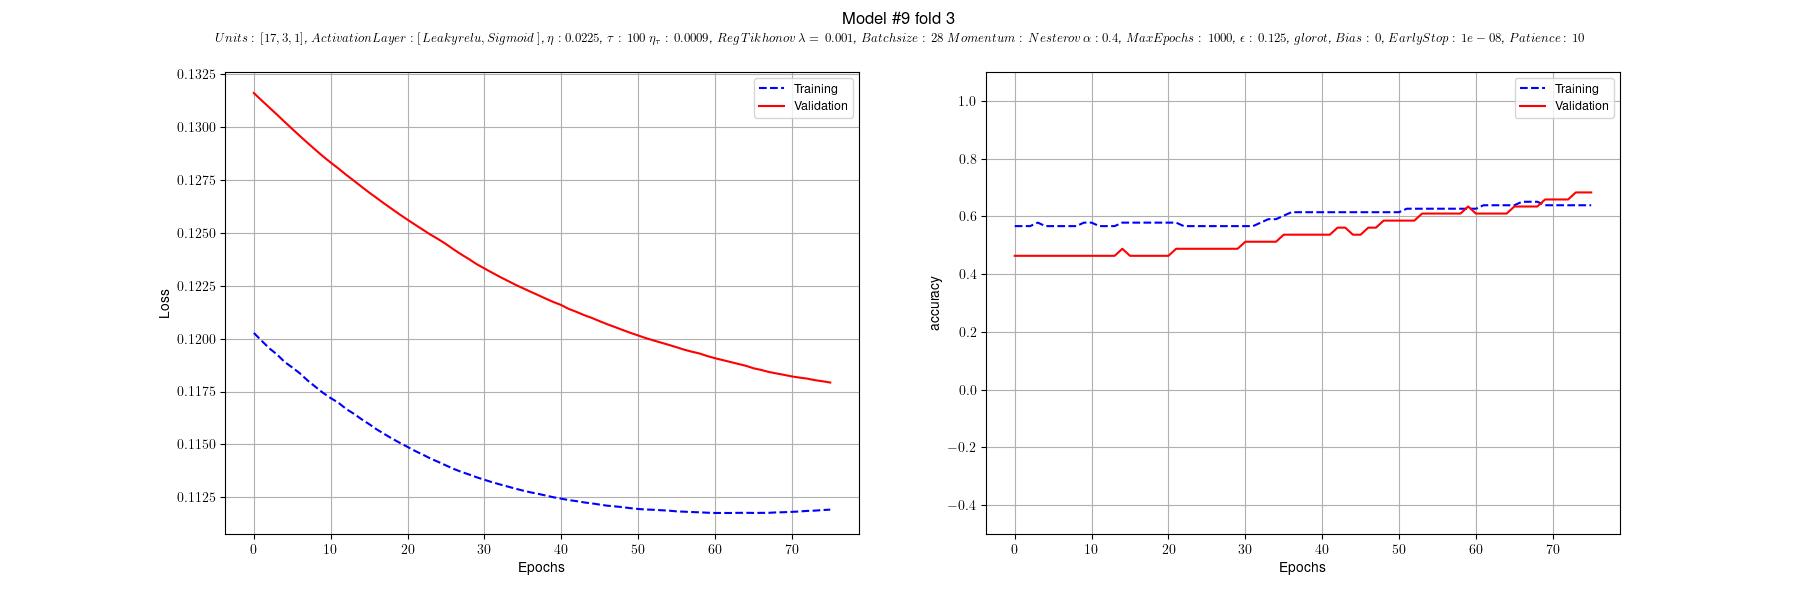 Model #9 fold 3
Units : [17, 3, 1], ActivationLayer : [ Leakyrelu, Sigmoid ], η : 0.0225, τ : 100 ητ : 0.0009, RegTikhonov λ = 0.001, Batchsize : 28 Momentum : Nesterov α : 0.4, MaxEpochs : 1000, ϵ : 0.125, glorot, Bias : 0, EarlyStop : 1e − 08, Patience : 10
0.1325
0.1300
0.1275
0.1250
0.1225
0.1200
0.1175
0.1150
0.1125
Loss
Training
Validation
0 10 20 30 40 50 60 70
Epochs
1.0
0.8
0.6
0.4
0.2
0.0
−0.2
−0.4
accuracy
Training
Validation
0 10 20 30 40 50 60 70
Epochs